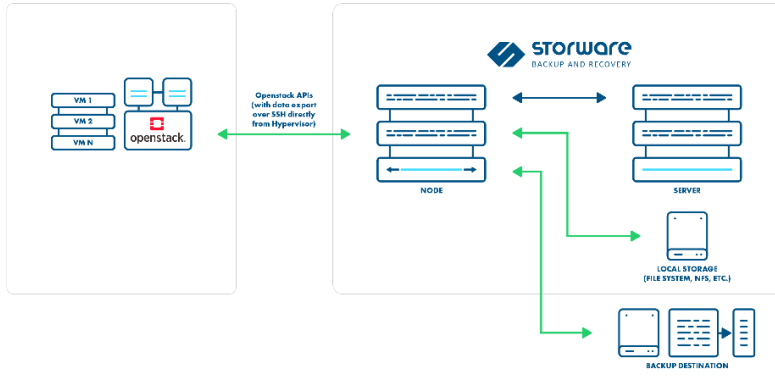 STORWARE
BACKUP AND RECOVERY
VM 1
VM 2
VM N
openstack.
Openstack APIs
(with data export
over SSH directly
from Hypervisor)
NODE
SERVER
LOCAL STORAGE
(FILE SYSTEM, NFS, ETC.)
BACKUP DESTINATION